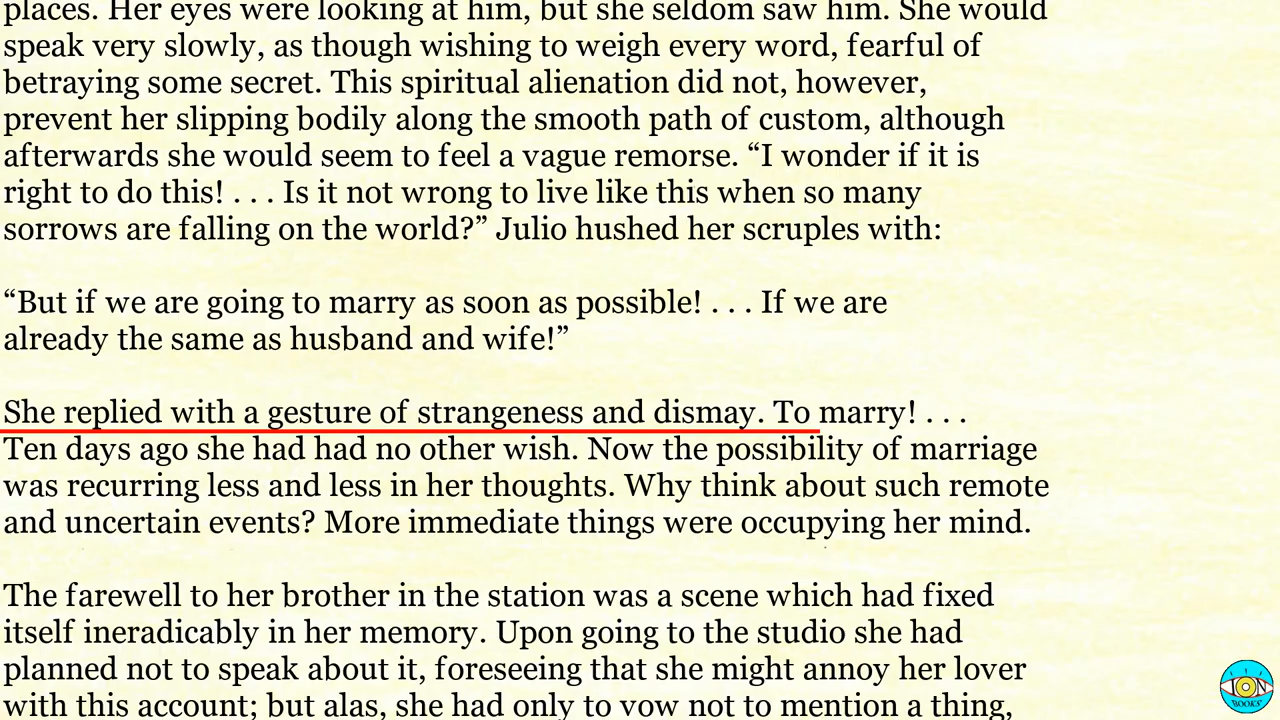 places. Her eyes were looking at him, but she seldom saw him. She would
speak very slowly, as though wishing to weigh every word, fearful of
betraying some secret. This spiritual alienation did not, however,
prevent her slipping bodily along the smooth path of custom, although
afterwards she would seem to feel a vague remorse. “I wonder if it is
right to do this! . . . Is it not wrong to live like this when so many
sorrows are falling on the world?” Julio hushed her scruples with:
“But if we are going to marry as soon as possible! . . . If we are
already the same as husband and wife!”
She replied with a gesture of strangeness and dismay. To marry! . . .
Ten days ago she had had no other wish. Now the possibility of marriage
was recurring less and less in her thoughts. Why think about such remote
and uncertain events? More immediate things were occupying her mind.
The farewell to her brother in the station was a scene which had fixed
itself ineradicably in her memory. Upon going to the studio she had
planned not to speak about it, foreseeing that she might annoy her lover
with this account; but alas, she had only to vow not to mention a thing,
ION
BOOKS